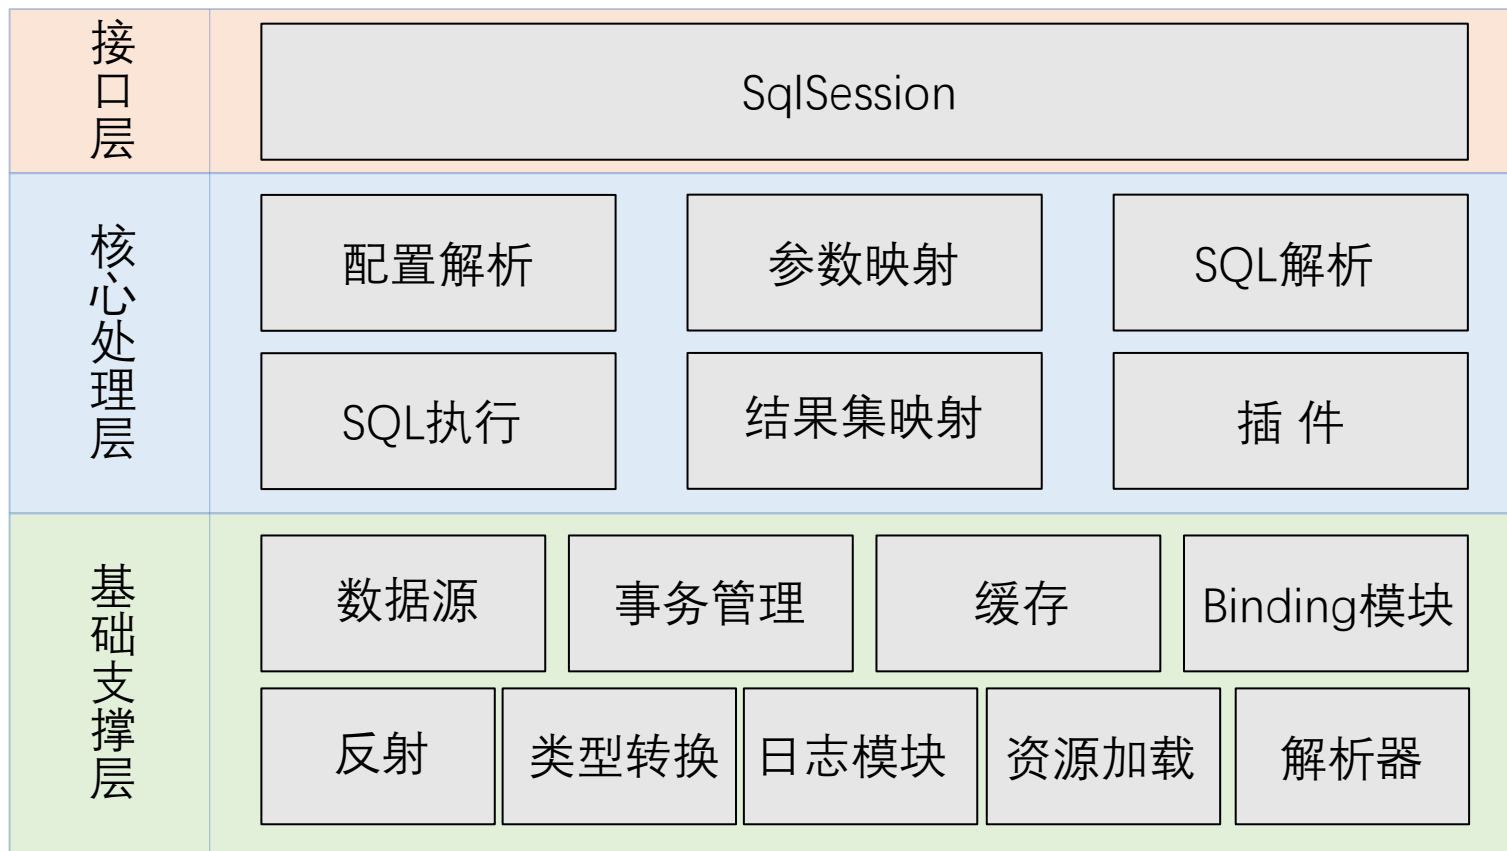 接口层
SqlSession
核心处理层
配置解析
参数映射
SQL解析
SQL执行
结果集映射
插 件
基础支撑层
数据源
事务管理
缓存
Binding模块
反射
类型转换
日志模块
资源加载
解析器